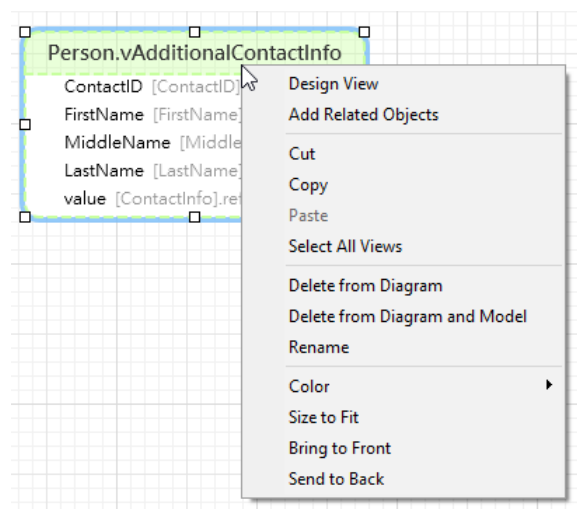 Person.vAdditionalContactInfo
ContactID [ContactID]
FirstName [FirstName]
MiddleName [Middle
LastName [LastName]
value [ContactInfo].ref
Design View
Add Related Objects
Cut
Copy
Paste
Select All Views
Delete from Diagram
Delete from Diagram and Model
Rename
Color
Size to Fit
Bring to Front
Send to Back